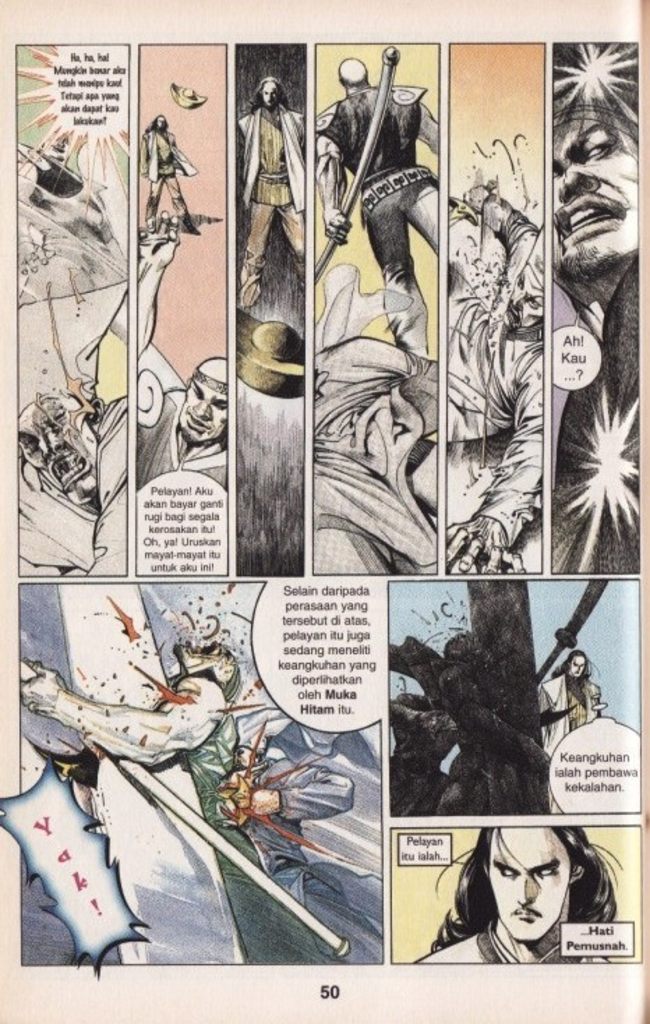 Ha, ha, ha!
Mungkin benar aku
telah menipu kau!
Tetapi apa yang
akan dapat kau
lakukan?
Pelayan! Aku
akan bayar ganti
rugi bagi segala
kerosakan itu!
Oh, ya! Uruskan
mayat-mayat itu
untuk aku ini!
Ah!
Kau
...?
Selain daripada
perasaan yang
tersebut di atas,
pelayan itu juga
sedang meneliti
keangkuhan yang
diperlihatkan
oleh Muka
Hitam itu.
Yak!
Keangkuhan
ialah pembawa
kekalahan.
Pelayan
itu ialah...
...Hati
Pemusnah.
50